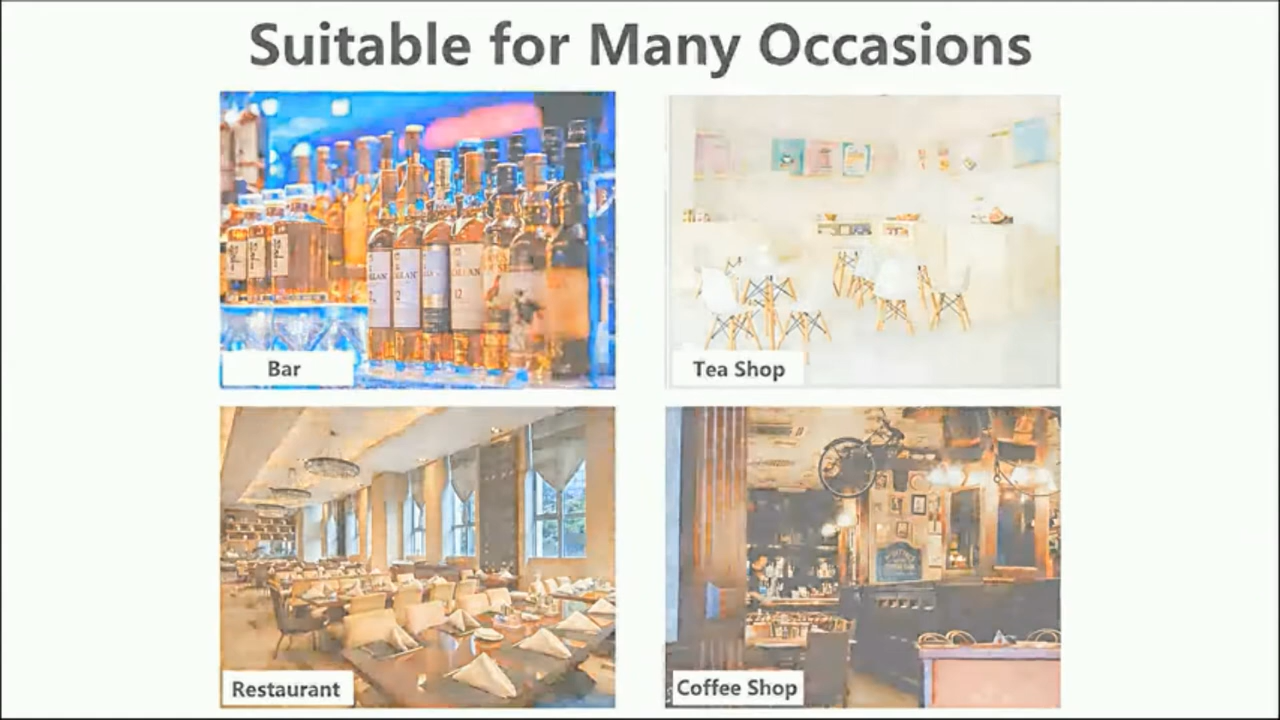 Suitable for Many Occasions
Bar
Tea Shop
Restaurant
Coffee Shop